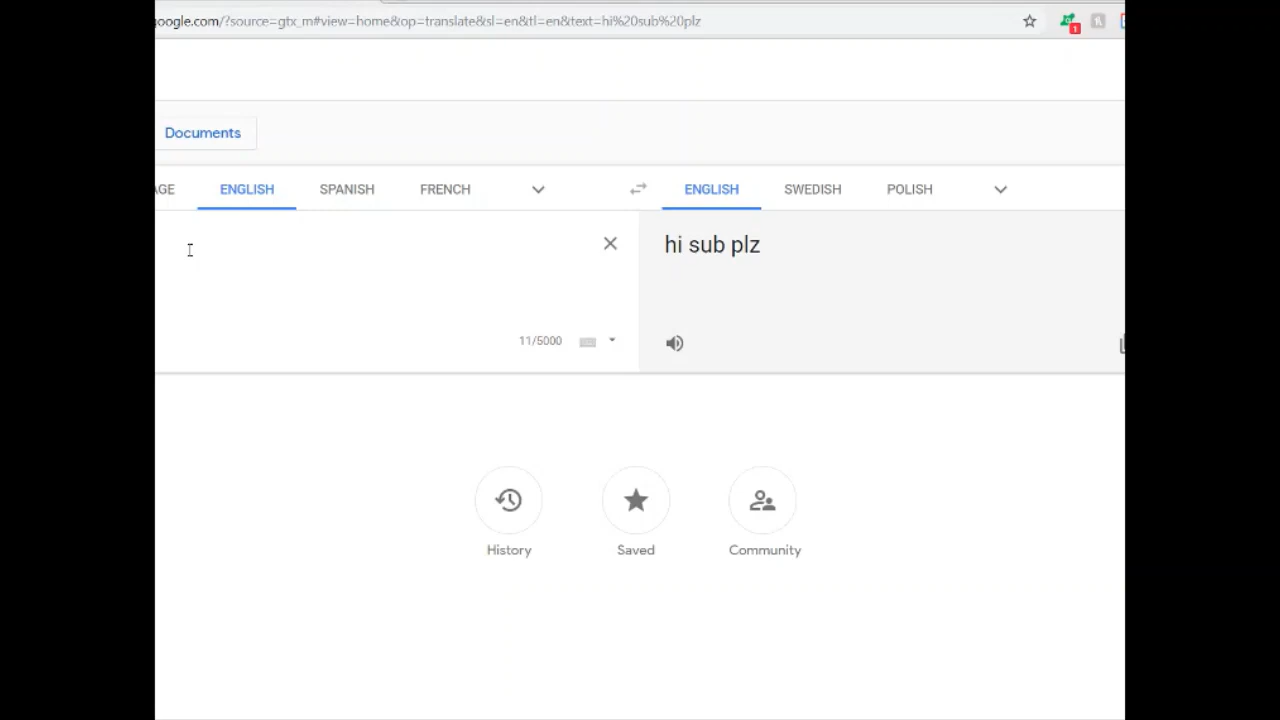 oogle.com/?source=gtx_m#view=home&op=translate&sl=en&tl=en&text=hi%20sub%20plz
1
Documents
AGE ENGLISH SPANISH FRENCH ENGLISH SWEDISH POLISH
hi sub plz
11/5000
History Saved Community